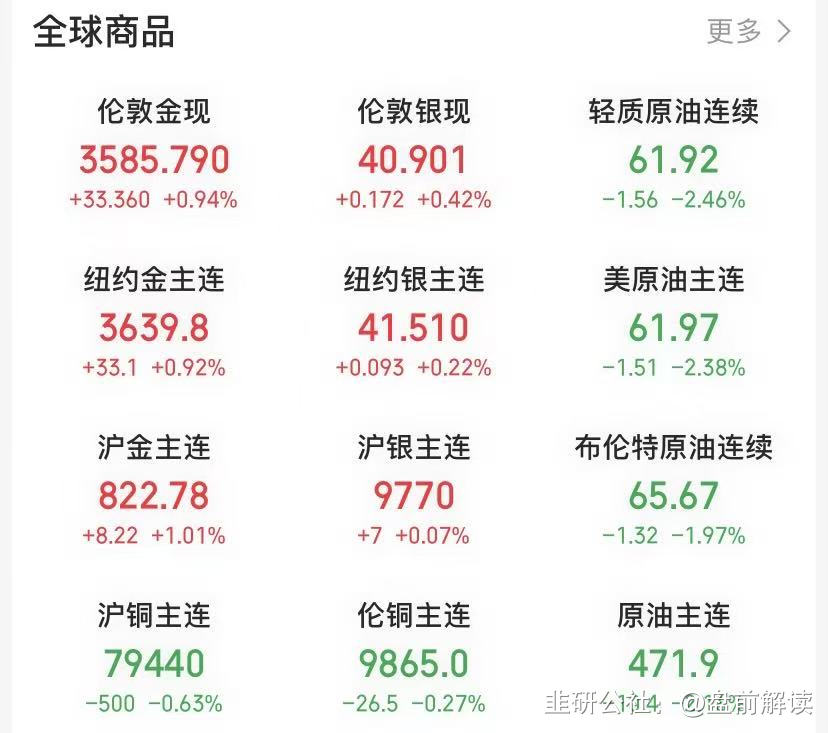 全球商品 更多
伦敦金现 伦敦银现 轻质原油连续
3585.790 40.901 61.92
+33.360 +0.94% +0.172 +0.42% −1.56 −2.46%
纽约金主连 纽约银主连 美原油主连
3639.8 41.510 61.97
+33.1 +0.92% +0.093 +0.22% −1.51 −2.38%
沪金主连 沪银主连 布伦特原油连续
822.78 9770 65.67
+8.22 +1.01% +7 +0.07% −1.32 −1.97%
沪铜主连 伦铜主连 原油主连
79440 9865.0 471.9
−500 −0.63% −26.5 −0.27%
韭研公社:@盘前解读